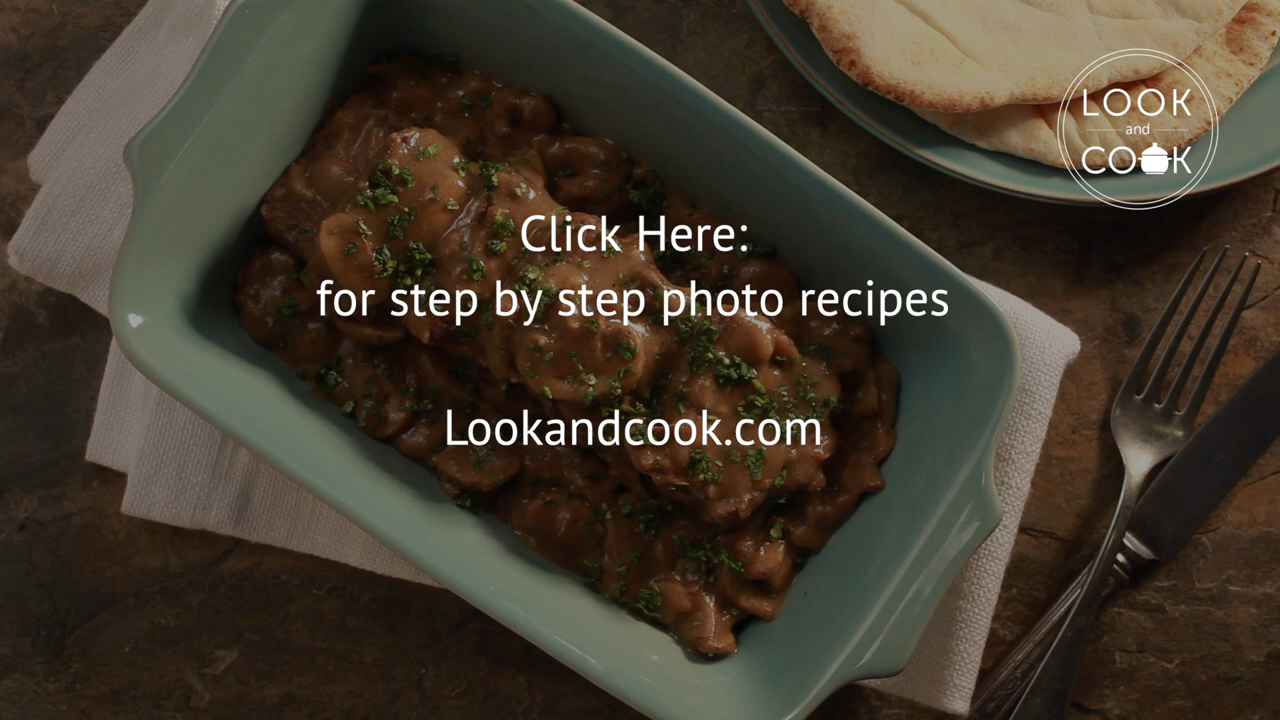 LOOK
and
COOK
Click Here:
for step by step photo recipes
Lookandcook.com